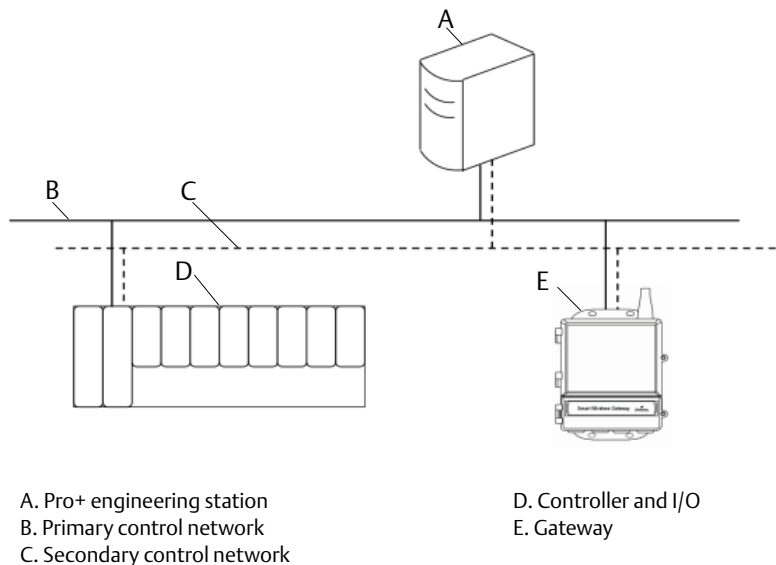 A
B
C
D
E
Smart Wireless Gateway
A. Pro+ engineering station
B. Primary control network
C. Secondary control network
D. Controller and I/O
E. Gateway